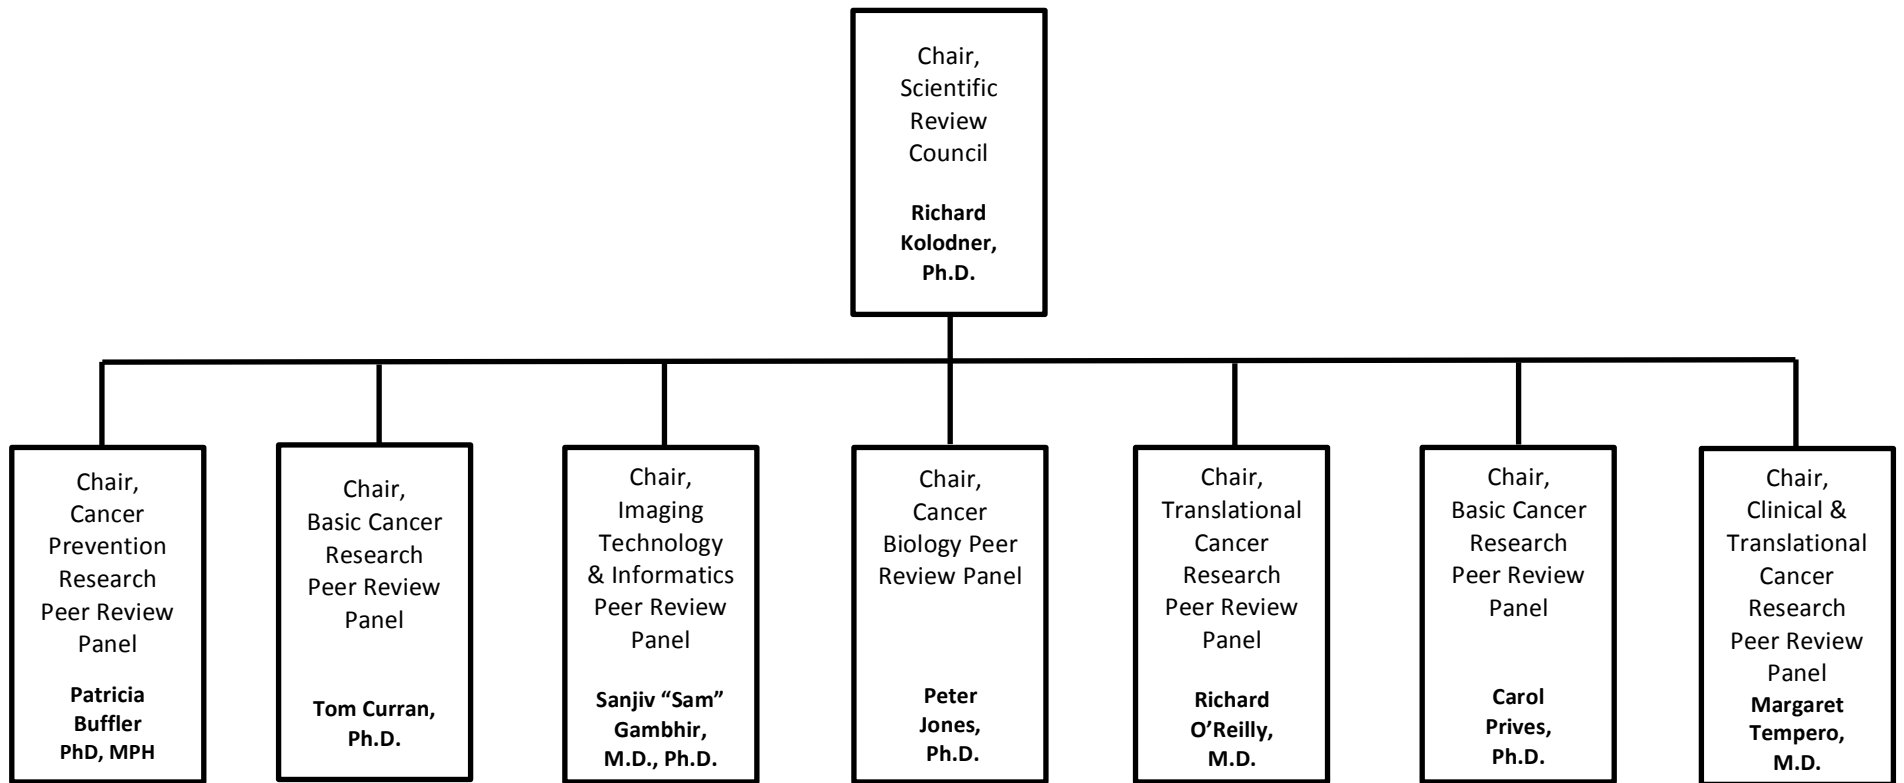 Chair,
Scientific
Review
Council
Richard
Kolodner,
Ph.D.
Chair,
Cancer
Prevention
Research
Peer Review
Panel
Patricia
Buffler
PhD, MPH
Chair,
Basic Cancer
Research
Peer Review
Panel
Tom Curran,
Ph.D.
Chair,
Imaging
Technology
& Informatics
Peer Review
Panel
Sanjiv “Sam”
Gambhir,
M.D., Ph.D.
Chair,
Cancer
Biology Peer
Review Panel
Peter
Jones,
Ph.D.
Chair,
Translational
Cancer
Research
Peer Review
Panel
Richard
O’Reilly,
M.D.
Chair,
Basic Cancer
Research
Peer Review
Panel
Carol
Prives,
Ph.D.
Chair,
Clinical &
Translational
Cancer
Research
Peer Review
Panel
Margaret
Tempero,
M.D.